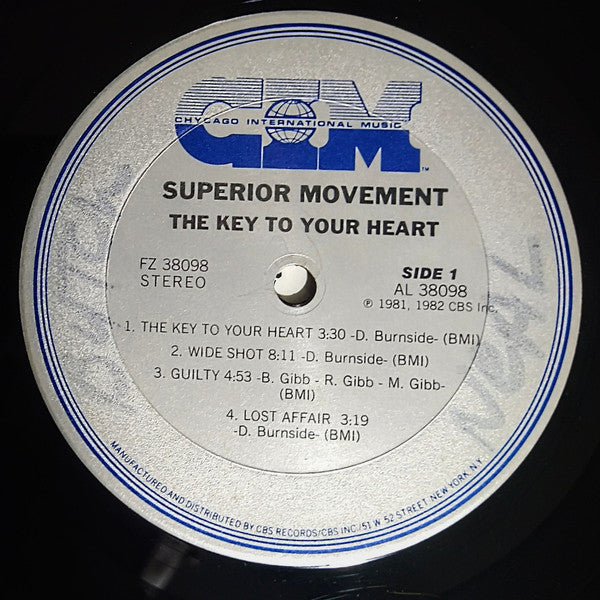 CIM
CHYCAGO INTERNATIONAL MUSIC
™
SUPERIOR MOVEMENT
THE KEY TO YOUR HEART
FZ 38098
STEREO
SIDE 1
AL 38098
℗ 1981, 1982 CBS Inc.
1. THE KEY TO YOUR HEART 3:30 -D. Burnside- (BMI)
2. WIDE SHOT 8:11 -D. Burnside- (BMI)
3. GUILTY 4:53 -B. Gibb - R. Gibb - M. Gibb-
(BMI)
4. LOST AFFAIR 3:19
-D. Burnside- (BMI)
MANUFACTURED AND DISTRIBUTED BY CBS RECORDS/CBS INC./51 W. 52 STREET, NEW YORK, N.Y.